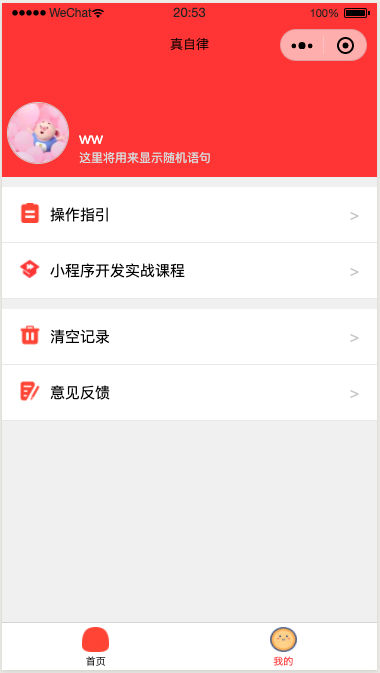 ●●●●● WeChat 20:53 100%
真自律
ww
这里将用来显示随机语句
操作指引 >
小程序开发实战课程 >
清空记录 >
意见反馈 >
首页 我的